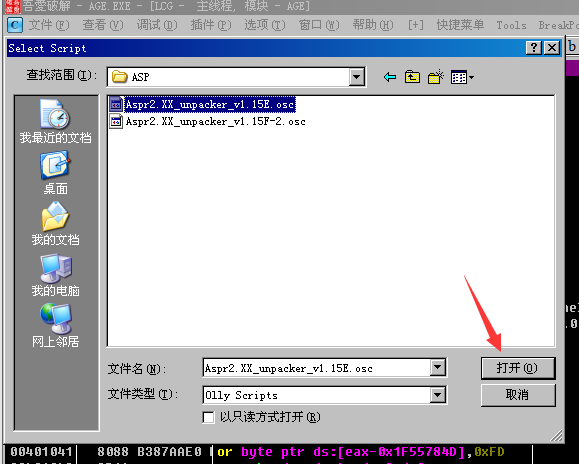 吾愛破解 - AGE.EXE - [LCG - 主线程, 模块 - AGE]
C 文件(F) 查看(V) 调试(D) 插件(P) 选项(T) 窗口(W) 帮助(H) [+] 快捷菜单 Tools BreakPo
Select Script
b
查找范围(I): ASP
Aspr2.XX_unpacker_v1.15E.osc
Aspr2.XX_unpacker_v1.15F-2.osc
我最近的文档
桌面
我的文档
我的电脑
网上邻居
文件名(N): Aspr2.XX_unpacker_v1.15E.osc 打开(O)
文件类型(T): Olly Scripts 取消
以只读方式打开(R)
00401041 8088 B387AAE0 or byte ptr ds:[eax-0x1F55784D],0xFD